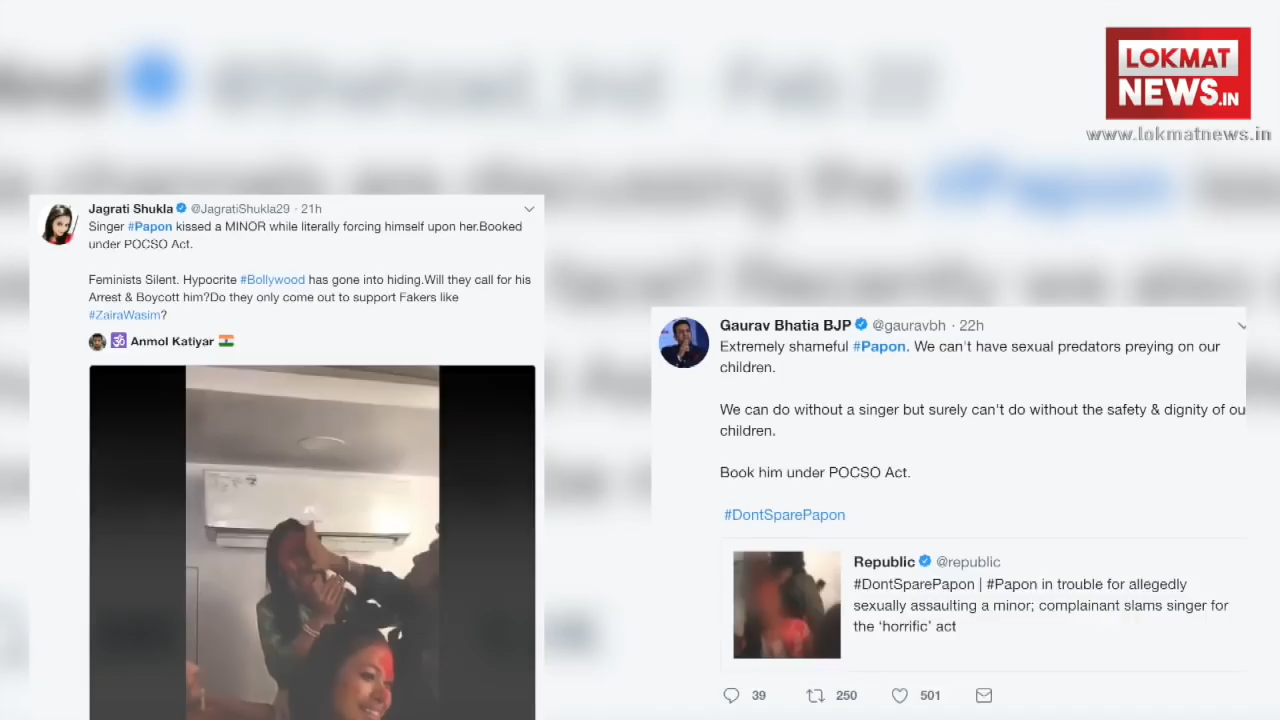 LOKMAT
NEWS.IN
www.lokmatnews.in
Jagrati Shukla @JagratiShukla29 · 21h
Singer #Papon kissed a MINOR while literally forcing himself upon her.Booked
under POCSO Act.
Feminists Silent. Hypocrite #Bollywood has gone into hiding.Will they call for his
Arrest & Boycott him?Do they only come out to support Fakers like
#ZairaWasim?
🕉 Anmol Katiyar 🇮🇳
Gaurav Bhatia BJP @gauravbh · 22h
Extremely shameful #Papon. We can't have sexual predators preying on our
children.
We can do without a singer but surely can't do without the safety & dignity of ou
children.
Book him under POCSO Act.
#DontSparePapon
Republic @republic
#DontSparePapon | #Papon in trouble for allegedly
sexually assaulting a minor; complainant slams singer for
the 'horrific' act
39 250 501